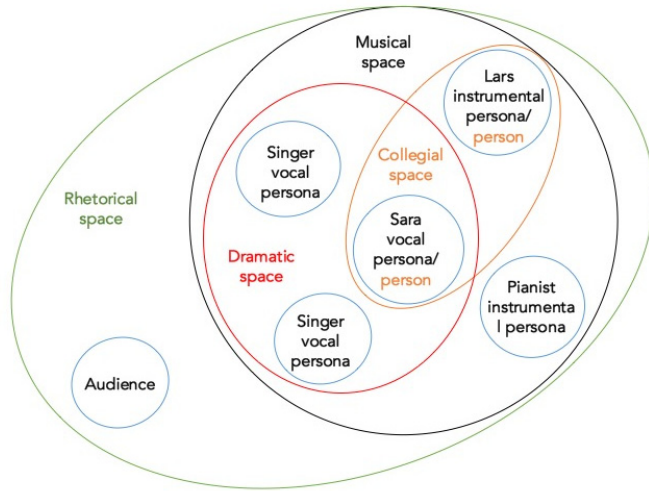 Musical
space
Lars
instrumental
persona/
person
Singer
vocal
persona
Collegial
space
Rhetorical
space
Sara
vocal
persona/
person
Dramatic
space
Pianist
instrumenta
l persona
Singer
vocal
persona
Audience